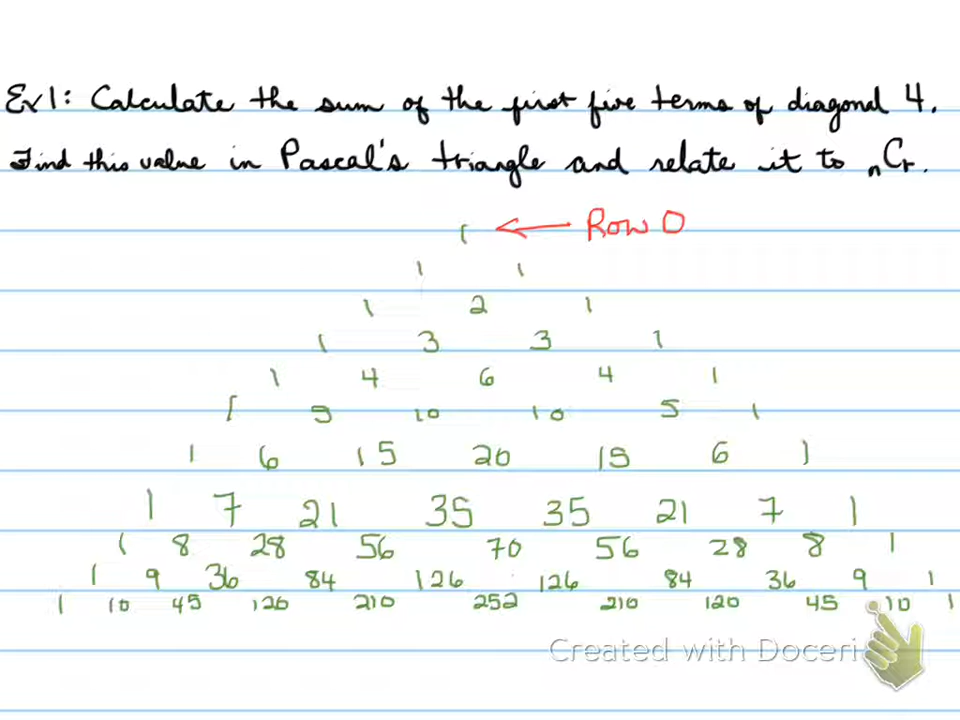 Ex1: Calculate the sum of the first five terms of diagonal 4.
Find this value in Pascal's triangle and relate it to nCr.
1 ← Row 0
1 1
1 2 1
1 3 3 1
1 4 6 4 1
1 5 10 10 5 1
1 6 15 20 15 6 1
1 7 21 35 35 21 7 1
1 8 28 56 70 56 28 8 1
1 9 36 84 126 126 84 36 9 1
1 10 45 120 210 252 210 120 45 10 1
Created with Doceri